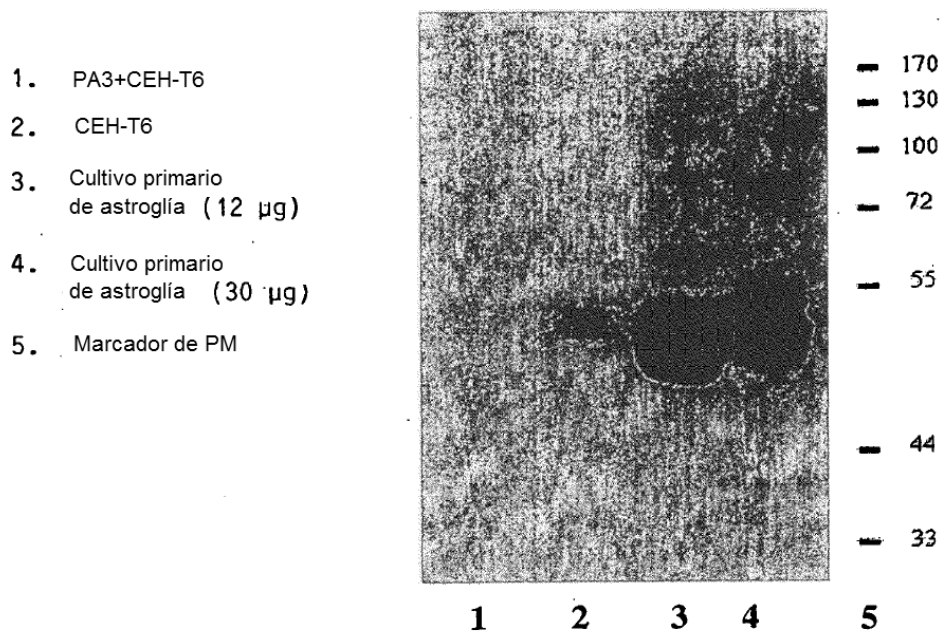 1. PA3+CEH-T6
2. CEH-T6
3. Cultivo primario
de astroglía (12 µg)
4. Cultivo primario
de astroglía (30 µg)
5. Marcador de PM
170
130
100
72
55
44
33
1 2 3 4 5